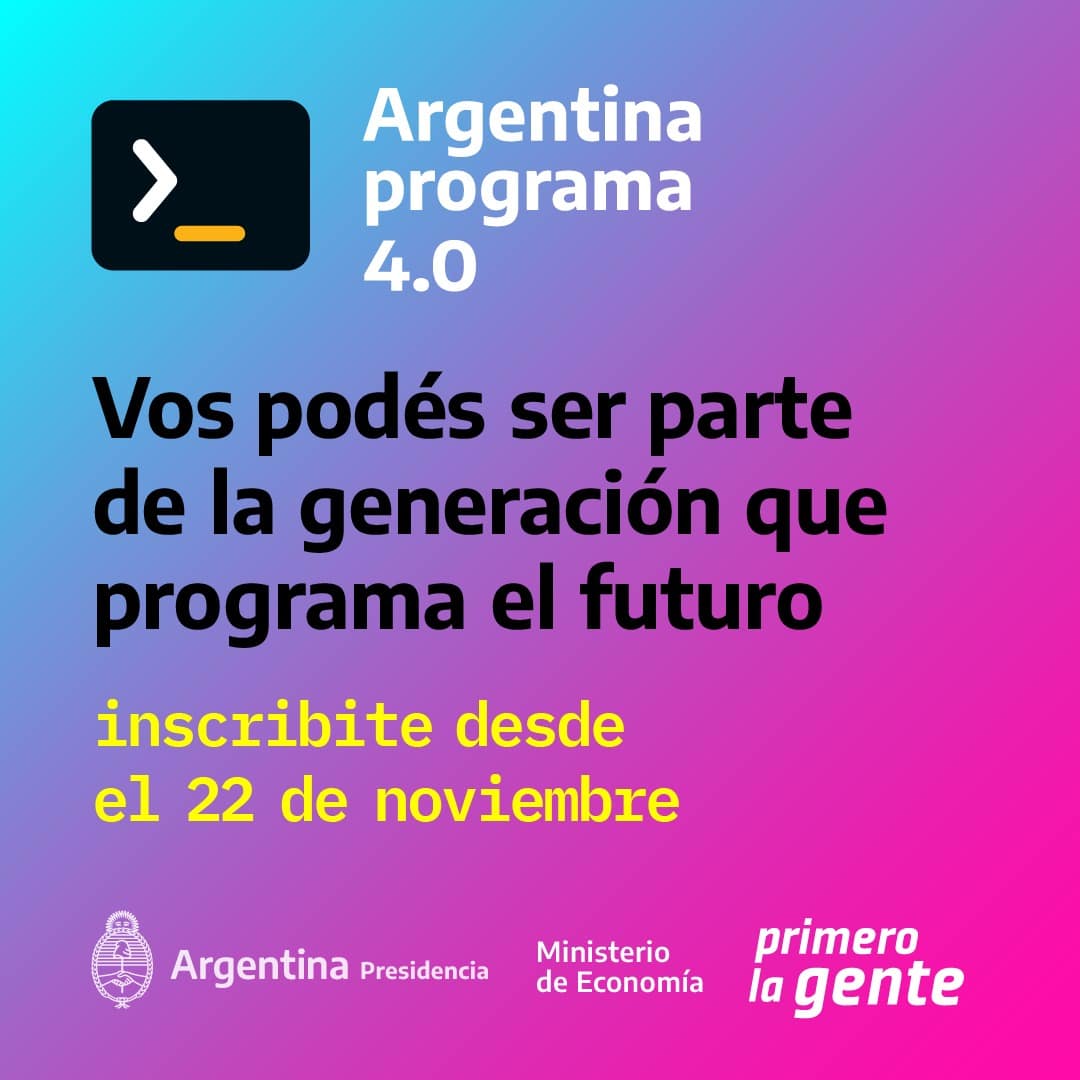 Argentina
programa
4.0
Vos podés ser parte
de la generación que
programa el futuro
inscribite desde
el 22 de noviembre
Argentina Presidencia
Ministerio
de Economía
primero
la gente